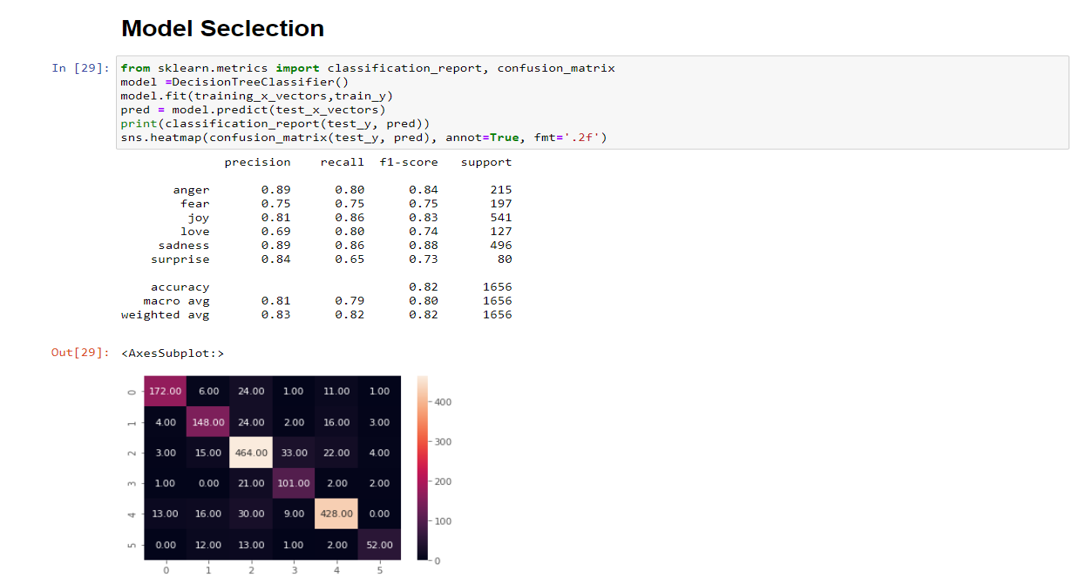 Model Seclection
In [29]: from sklearn.metrics import classification_report, confusion_matrix
model =DecisionTreeClassifier()
model.fit(training_x_vectors,train_y)
pred = model.predict(test_x_vectors)
print(classification_report(test_y, pred))
sns.heatmap(confusion_matrix(test_y, pred), annot=True, fmt='.2f')
precision recall f1-score support
anger 0.89 0.80 0.84 215
fear 0.75 0.75 0.75 197
joy 0.81 0.86 0.83 541
love 0.69 0.80 0.74 127
sadness 0.89 0.86 0.88 496
surprise 0.84 0.65 0.73 80
accuracy 0.82 1656
macro avg 0.81 0.79 0.80 1656
weighted avg 0.83 0.82 0.82 1656
Out[29]: <AxesSubplot:>
0 172.00 6.00 24.00 1.00 11.00 1.00
1 4.00 148.00 24.00 2.00 16.00 3.00
2 3.00 15.00 464.00 33.00 22.00 4.00
3 1.00 0.00 21.00 101.00 2.00 2.00
4 13.00 16.00 30.00 9.00 428.00 0.00
5 0.00 12.00 13.00 1.00 2.00 52.00
0 1 2 3 4 5
400
300
200
100
0